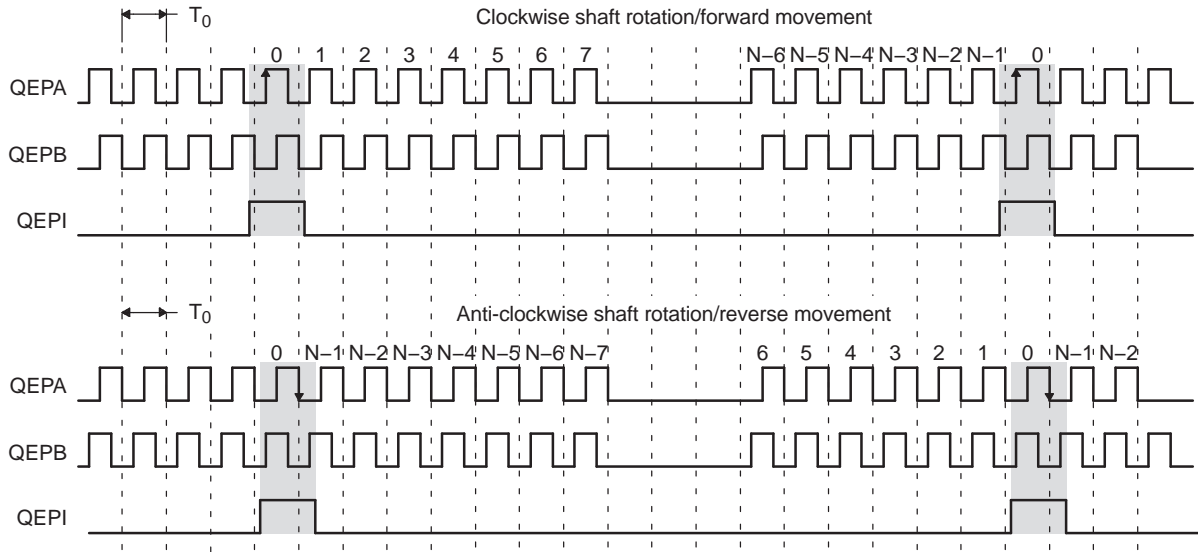 T0 Clockwise shaft rotation/forward movement
0 1 2 3 4 5 6 7 N–6 N–5 N–4 N–3 N–2 N–1 0
QEPA
QEPB
QEPI
T0 Anti-clockwise shaft rotation/reverse movement
0 N–1 N–2 N–3 N–4 N–5 N–6 N–7 6 5 4 3 2 1 0 N–1 N–2
QEPA
QEPB
QEPI